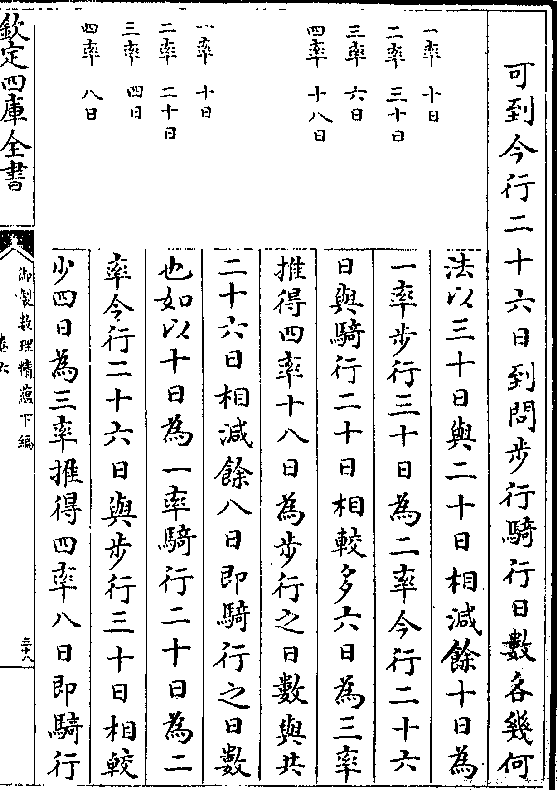 可到今行二十六日到問步行騎行日數各幾何
法以三十日與二十日相減餘十日為
一率步行三十日為二率今行二十六
日與騎行二十日相較多六日為三率
推得四率十八日為步行之日數與共
二十六日相減餘八日即騎行之日數
也如以十日為一率騎行二十日為二
率今行二十六日與步行三十日相較
少四日為三率推得四率八日即騎行
一率 十日
二率 三十日
三率 六日
四率 十八日
一率 十日
二率 二十日
三率 四日
四率 八日
欽定四庫全書
御製數理精蘊下編
卷六
三十八